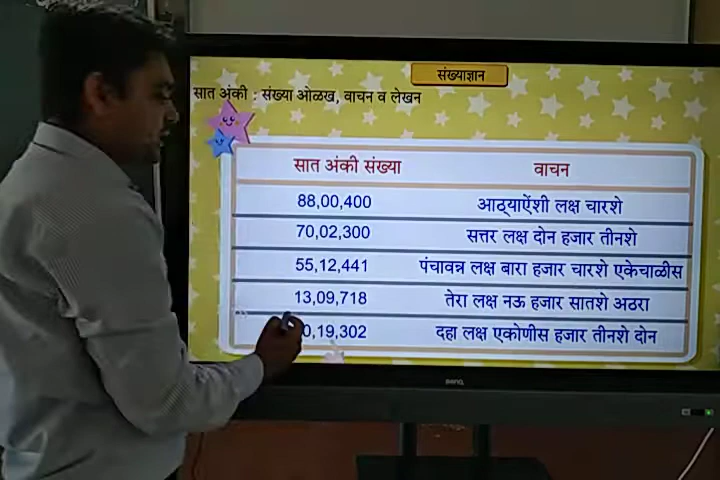 संख्याज्ञान
सात अंकी : संख्या ओळख, वाचन व लेखन
सात अंकी संख्या वाचन
88,00,400 आठ्याऐंशी लक्ष चारशे
70,02,300 सत्तर लक्ष दोन हजार तीनशे
55,12,441 पंचावन्न लक्ष बारा हजार चारशे एकेचाळीस
13,09,718 तेरा लक्ष नऊ हजार सातशे अठरा
0,19,302 दहा लक्ष एकोणीस हजार तीनशे दोन
BENQ